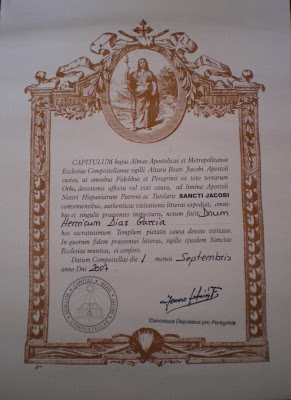 CAPITULUM hujus Almae Apostolicae et Metropolitanae
Ecclesiae Compostellanae sigilli Altaris Beati Jacobi Apostoli
custos, ut omnibus Fidelibus et Peregrinis ex toto terrarum
Orbe, devotionis affectu vel voti causa, ad limina Apostoli
Nostri Hispaniarum Patroni ac Tutelaris SANCTI JACOBI
convenientibus, authenticas visitationis litteras expediat, omni-
bus et singulis praesentes inspecturis, notum facit: Dnum
Henricum Diaz Garcia
hoc sacratissimum Templum pietatis causa devote visitasse.
In quorum fidem praesentes litteras, sigillo ejusdem Sanctae
Ecclesiae munitas, ei confero.
Datum Compostellae die 1 mensis Septembris
anno Dni 2007
Canonicus Deputatus pro Peregrinis